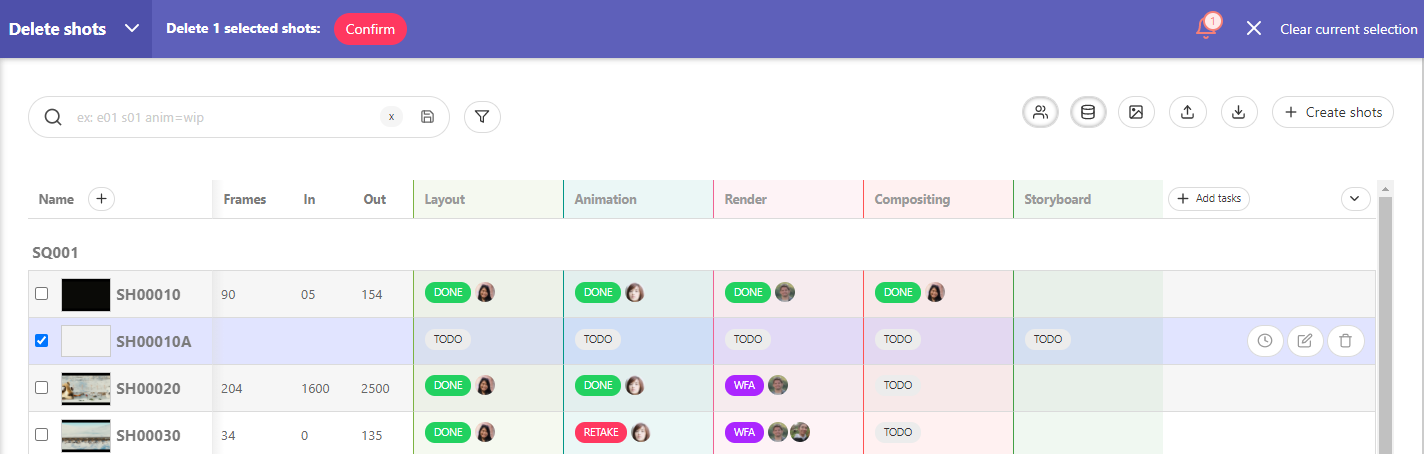 Delete shots Delete 1 selected shots: Confirm 1 Clear current selection
ex: e01 s01 anim=wip x Create shots
Name Frames In Out Layout Animation Render Compositing Storyboard Add tasks
SQ001
SH00010 90 05 154 DONE DONE DONE DONE
SH00010A TODO TODO TODO TODO TODO
SH00020 204 1600 2500 DONE DONE WFA TODO
SH00030 34 0 135 DONE RETAKE WFA TODO